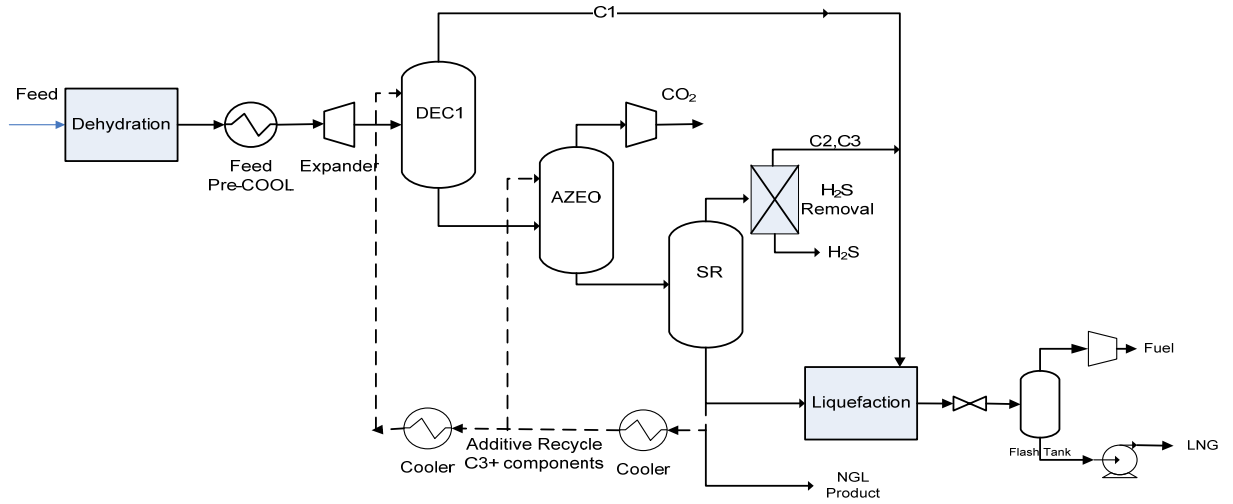 C1
Feed
Dehydration
Feed
Pre-COOL
Expander
DEC1
CO₂
AZEO
C2,C3
H₂S
Removal
H₂S
SR
Liquefaction
Fuel
Flash Tank
LNG
Cooler
Additive Recycle
C3+ components
Cooler
NGL
Product